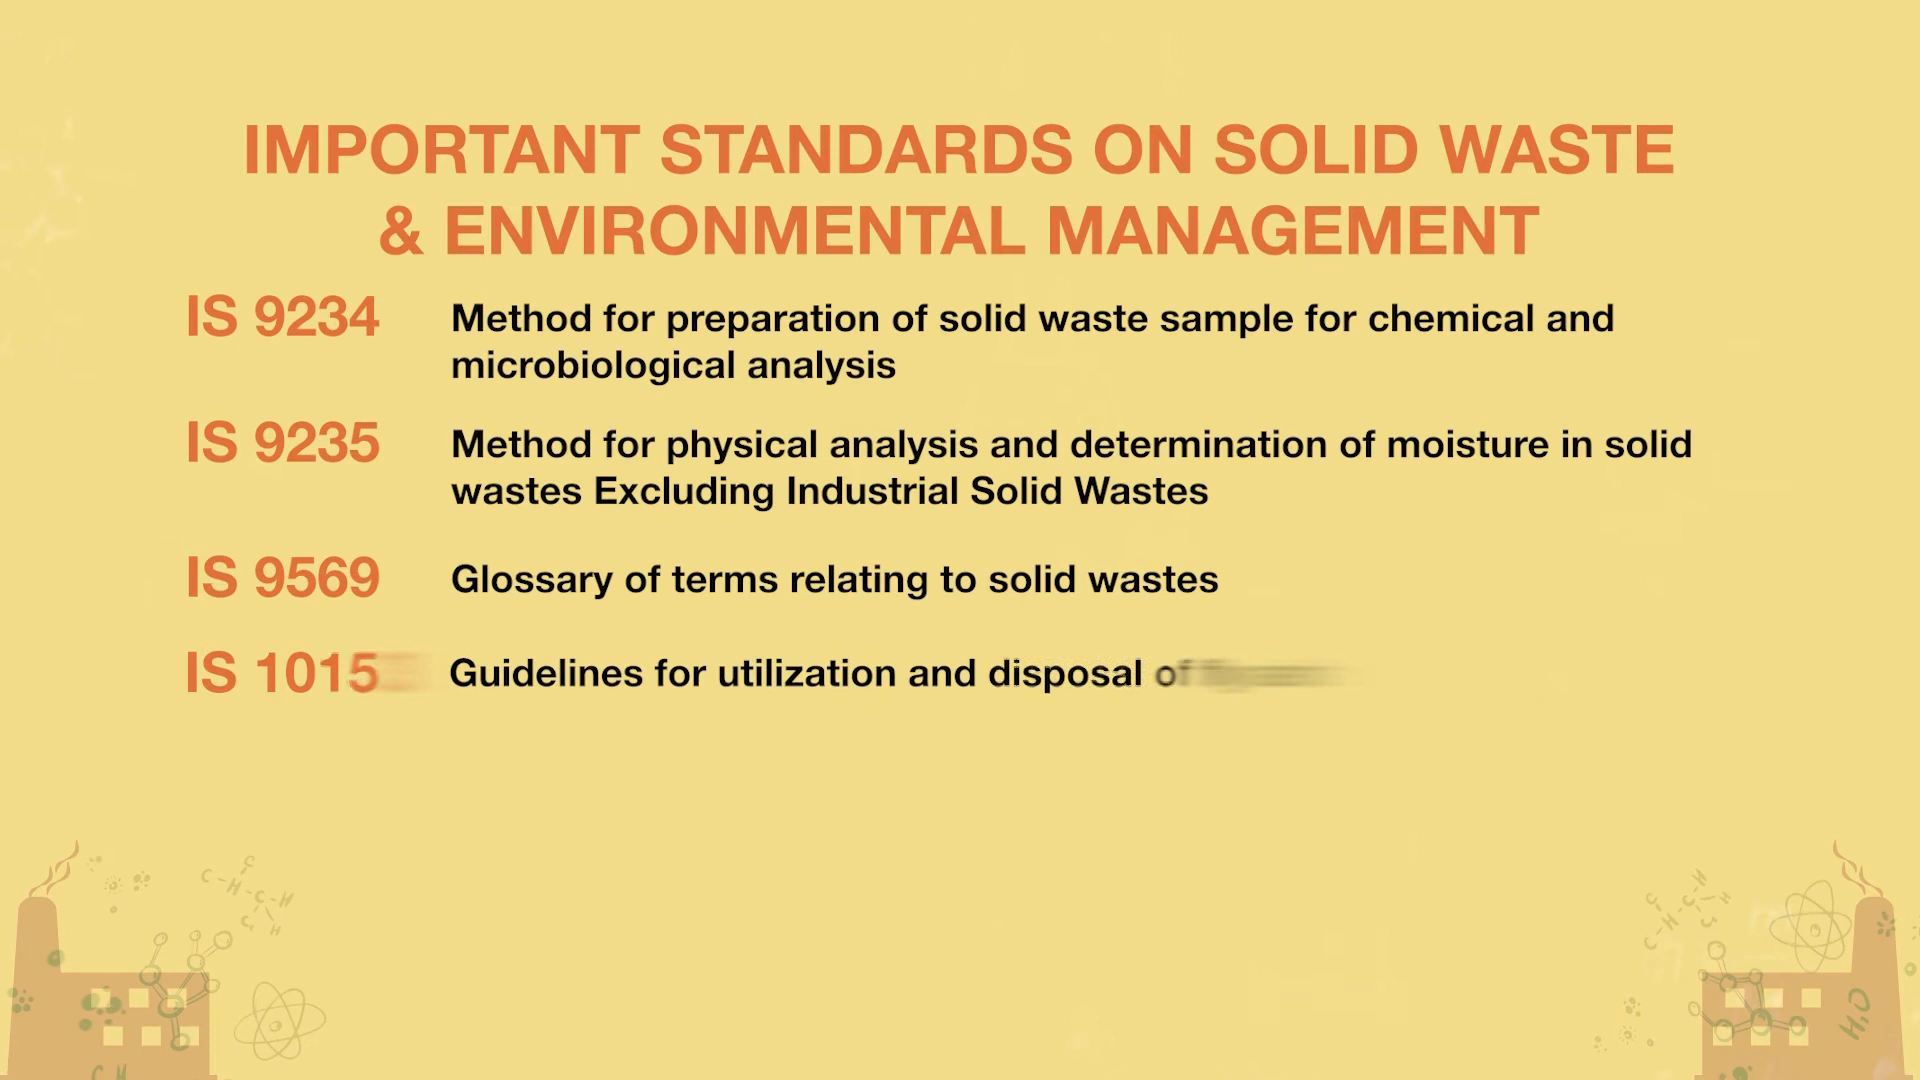 IMPORTANT STANDARDS ON SOLID WASTE
& ENVIRONMENTAL MANAGEMENT
IS 9234 Method for preparation of solid waste sample for chemical and
microbiological analysis
IS 9235 Method for physical analysis and determination of moisture in solid
wastes Excluding Industrial Solid Wastes
IS 9569 Glossary of terms relating to solid wastes
IS 1015 Guidelines for utilization and disposal of
C-H-C-H
C H
H₂O